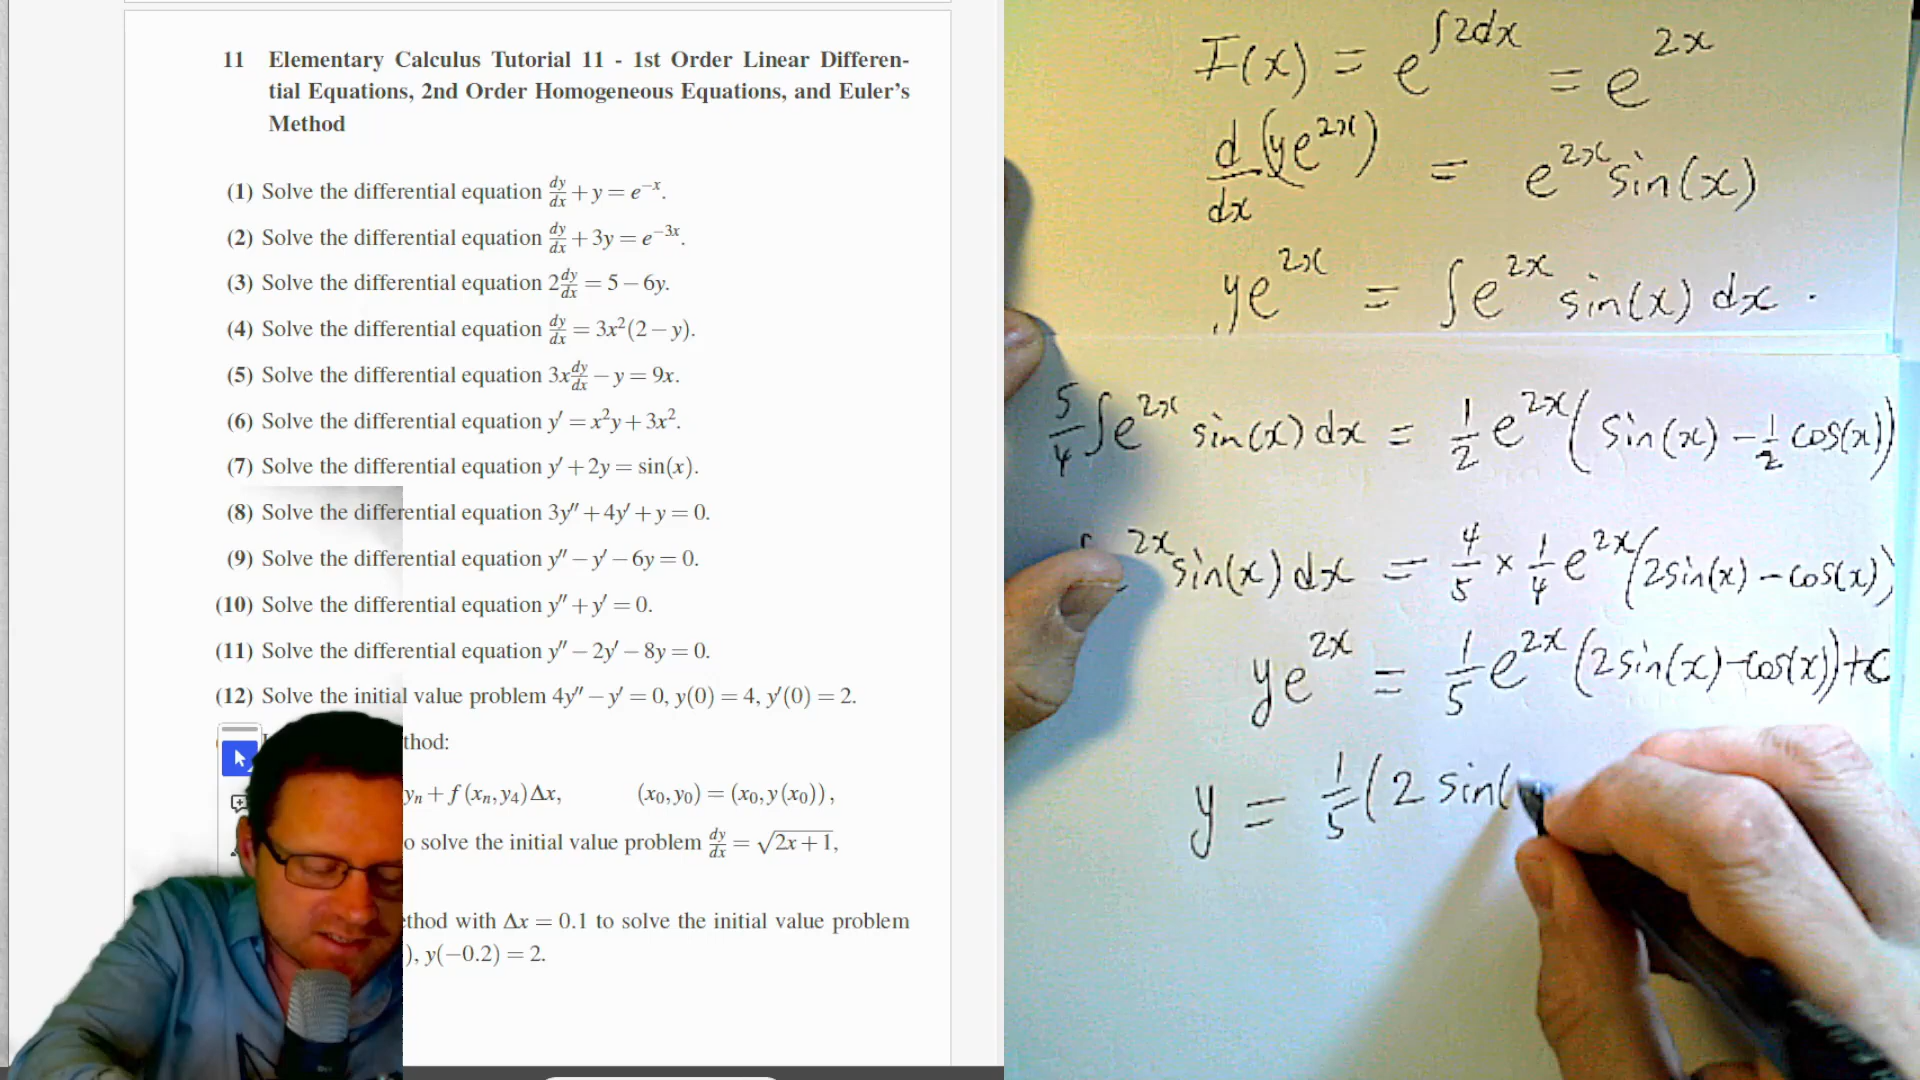 11 Elementary Calculus Tutorial 11 - 1st Order Linear Differen-
tial Equations, 2nd Order Homogeneous Equations, and Euler's
Method
(1) Solve the differential equation dy/dx + y = e^{-x}.
(2) Solve the differential equation dy/dx + 3y = e^{-3x}.
(3) Solve the differential equation 2dy/dx = 5 − 6y.
(4) Solve the differential equation dy/dx = 3x²(2 − y).
(5) Solve the differential equation 3x dy/dx − y = 9x.
(6) Solve the differential equation y′ = x²y + 3x².
(7) Solve the differential equation y′ + 2y = sin(x).
(8) Solve the differential equation 3y″ + 4y′ + y = 0.
(9) Solve the differential equation y″ − y′ − 6y = 0.
(10) Solve the differential equation y″ + y′ = 0.
(11) Solve the differential equation y″ − 2y′ − 8y = 0.
(12) Solve the initial value problem 4y″ − y′ = 0, y(0) = 4, y′(0) = 2.
thod:
y_n + f(x_n, y_4)Δx, (x_0, y_0) = (x_0, y(x_0)),
o solve the initial value problem dy/dx = √(2x + 1),
thod with Δx = 0.1 to solve the initial value problem
), y(−0.2) = 2.
I(x) = e^{∫2dx} = e^{2x}
d/dx (ye^{2x}) = e^{2x} sin(x)
ye^{2x} = ∫e^{2x} sin(x) dx.
5/4 ∫e^{2x} sin(x) dx = 1/2 e^{2x} (sin(x) − 1/2 cos(x))
2x sin(x) dx = 4/5 × 1/4 e^{2x} (2sin(x) − cos(x))
ye^{2x} = 1/5 e^{2x} (2sin(x) − cos(x)) + C
y = 1/5 (2 sin(